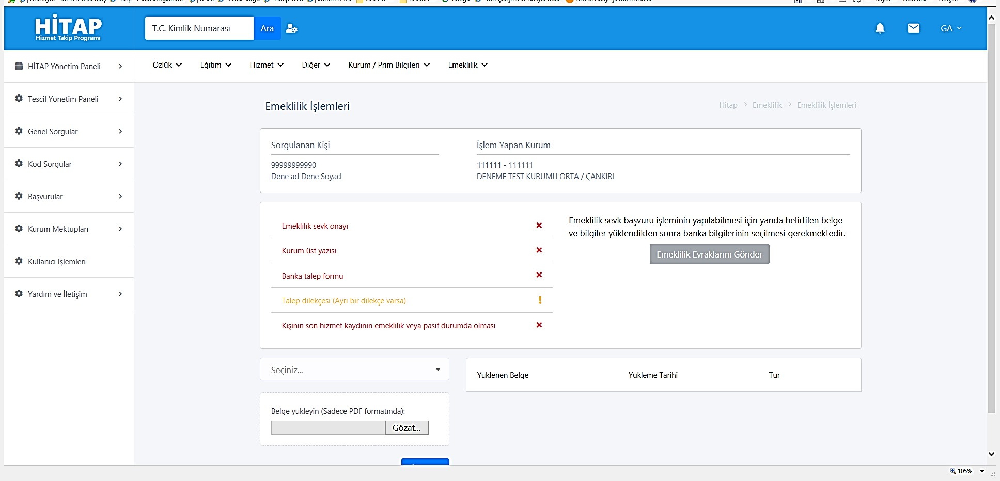 HİTAP
Hizmet Takip Programı
T.C. Kimlik Numarası
Ara
GA
HİTAP Yönetim Paneli
Tescil Yönetim Paneli
Genel Sorgular
Kod Sorgular
Başvurular
Kurum Mektupları
Kullanıcı İşlemleri
Yardım ve İletişim
Özlük Eğitim Hizmet Diğer Kurum / Prim Bilgileri Emeklilik
Emeklilik İşlemleri
Hitap > Emeklilik > Emeklilik İşlemleri
Sorgulanan Kişi
99999999990
Dene ad Dene Soyad
İşlem Yapan Kurum
111111 - 111111
DENEME TEST KURUMU ORTA / ÇANKIRI
Emeklilik sevk onayı
Kurum üst yazısı
Banka talep formu
Talep dilekçesi (Ayrı bir dilekçe varsa) !
Kişinin son hizmet kaydının emeklilik veya pasif durumda olması
Emeklilik sevk başvuru işleminin yapılabilmesi için yanda belirtilen belge
ve bilgiler yüklendikten sonra banka bilgilerinin seçilmesi gerekmektedir.
Emeklilik Evraklarını Gönder
Seçiniz...
Belge yükleyin (Sadece PDF formatında):
Gözat...
Yüklenen Belge Yükleme Tarihi Tür
105%